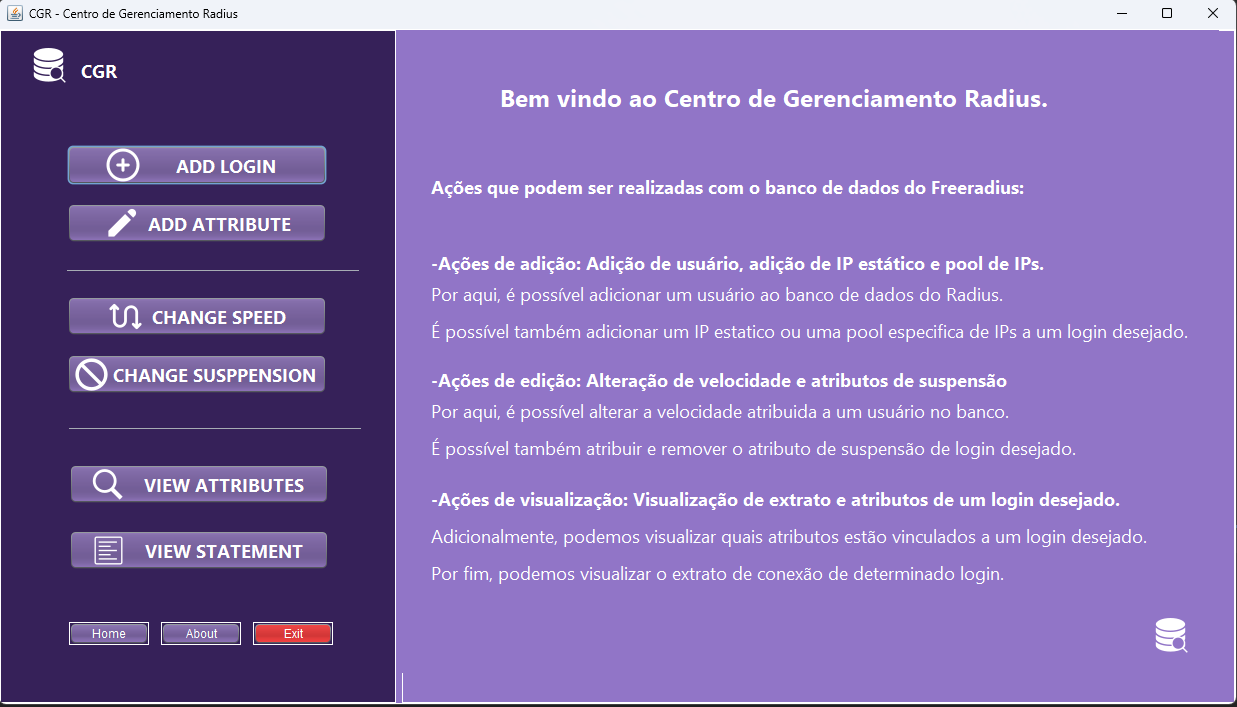 CGR - Centro de Gerenciamento Radius
CGR
ADD LOGIN
ADD ATTRIBUTE
CHANGE SPEED
CHANGE SUSPPENSION
VIEW ATTRIBUTES
VIEW STATEMENT
Home
About
Exit
Bem vindo ao Centro de Gerenciamento Radius.
Ações que podem ser realizadas com o banco de dados do Freeradius:
-Ações de adição: Adição de usuário, adição de IP estático e pool de IPs.
Por aqui, é possível adicionar um usuário ao banco de dados do Radius.
É possível também adicionar um IP estatico ou uma pool especifica de IPs a um login desejado.
-Ações de edição: Alteração de velocidade e atributos de suspensão
Por aqui, é possível alterar a velocidade atribuida a um usuário no banco.
É possível também atribuir e remover o atributo de suspensão de login desejado.
-Ações de visualização: Visualização de extrato e atributos de um login desejado.
Adicionalmente, podemos visualizar quais atributos estão vinculados a um login desejado.
Por fim, podemos visualizar o extrato de conexão de determinado login.